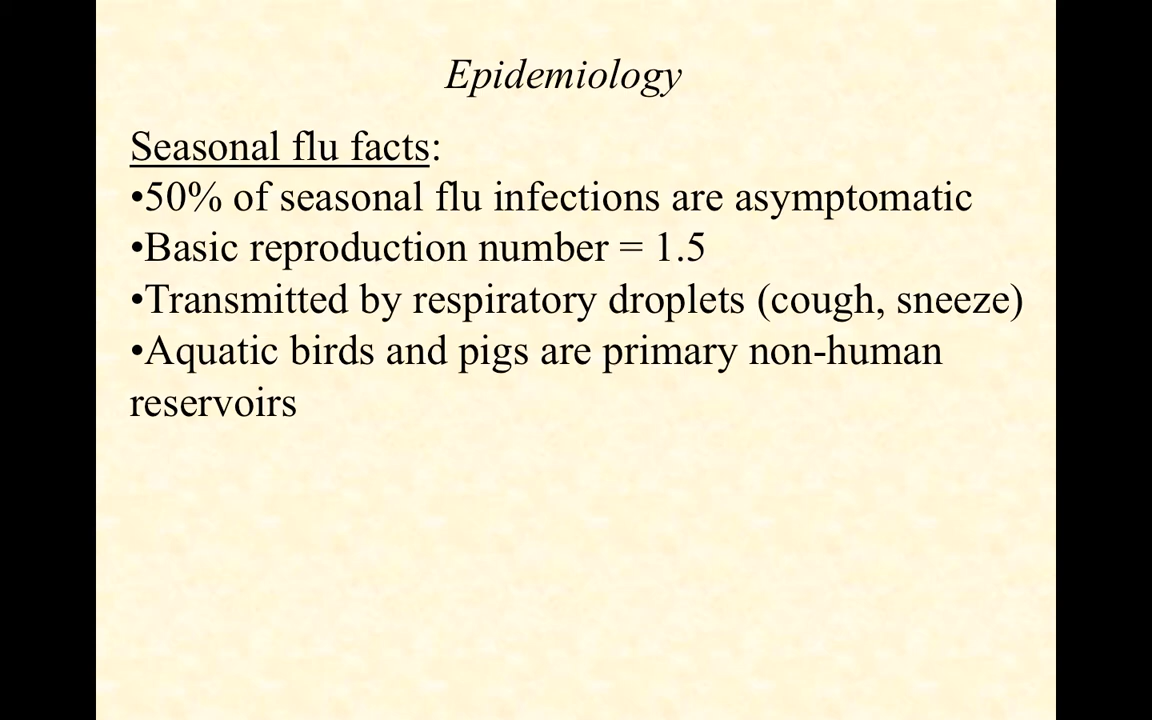 Epidemiology
Seasonal flu facts:
•50% of seasonal flu infections are asymptomatic
•Basic reproduction number = 1.5
•Transmitted by respiratory droplets (cough, sneeze)
•Aquatic birds and pigs are primary non-human
reservoirs